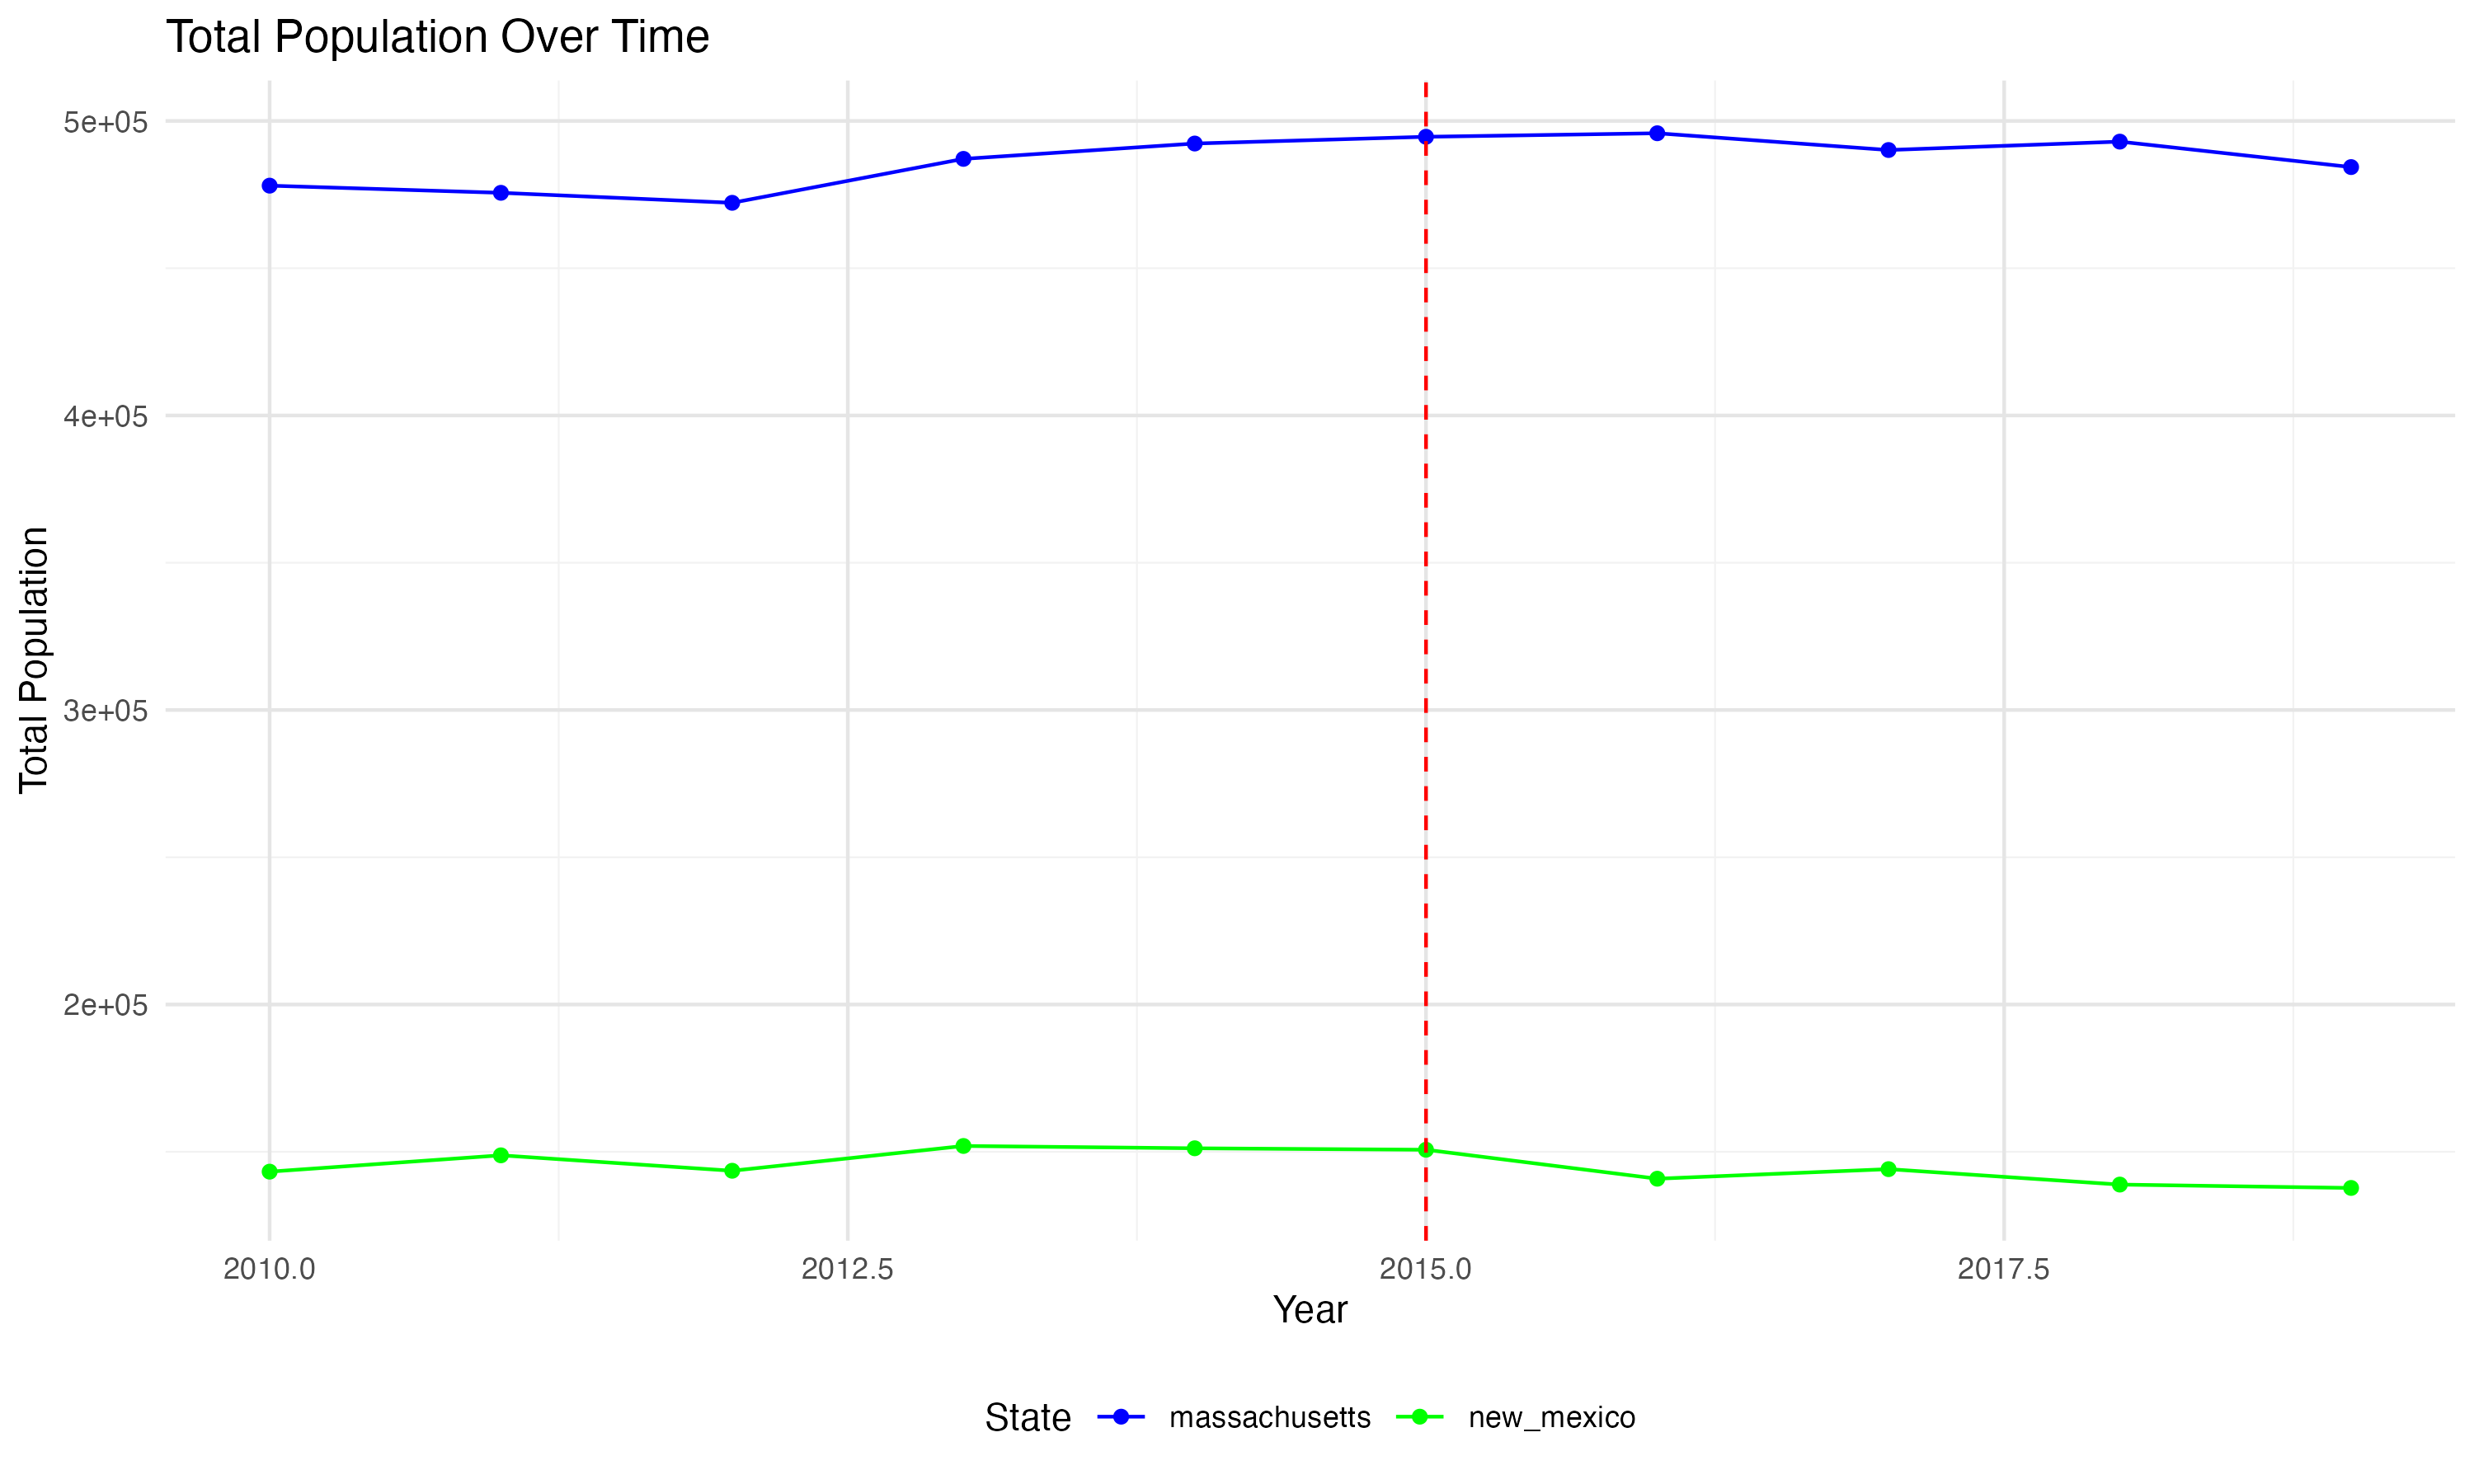 Total Population Over Time
Total Population
5e+05
4e+05
3e+05
2e+05
2010.0 2012.5 2015.0 2017.5
Year
State massachusetts new_mexico